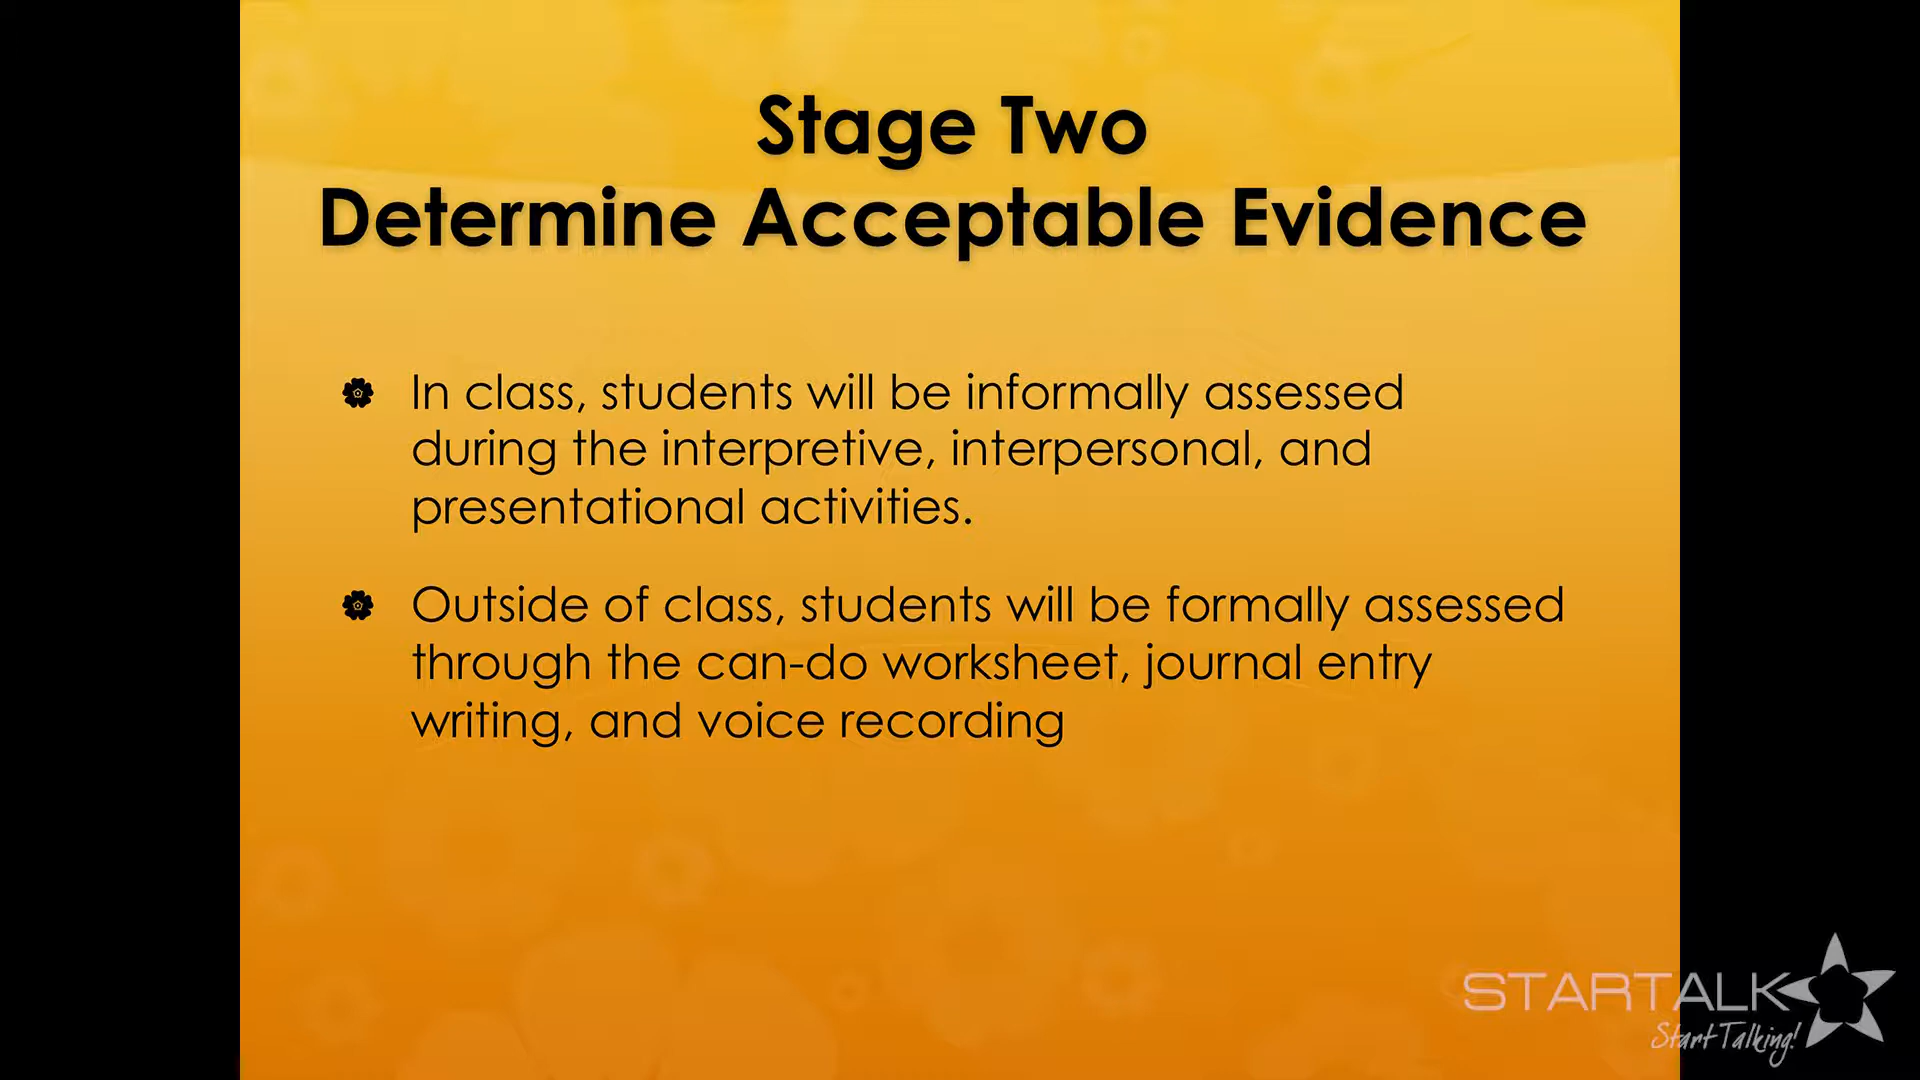 Stage Two
Determine Acceptable Evidence
In class, students will be informally assessed
during the interpretive, interpersonal, and
presentational activities.
Outside of class, students will be formally assessed
through the can-do worksheet, journal entry
writing, and voice recording
STARTALK
Start Talking!